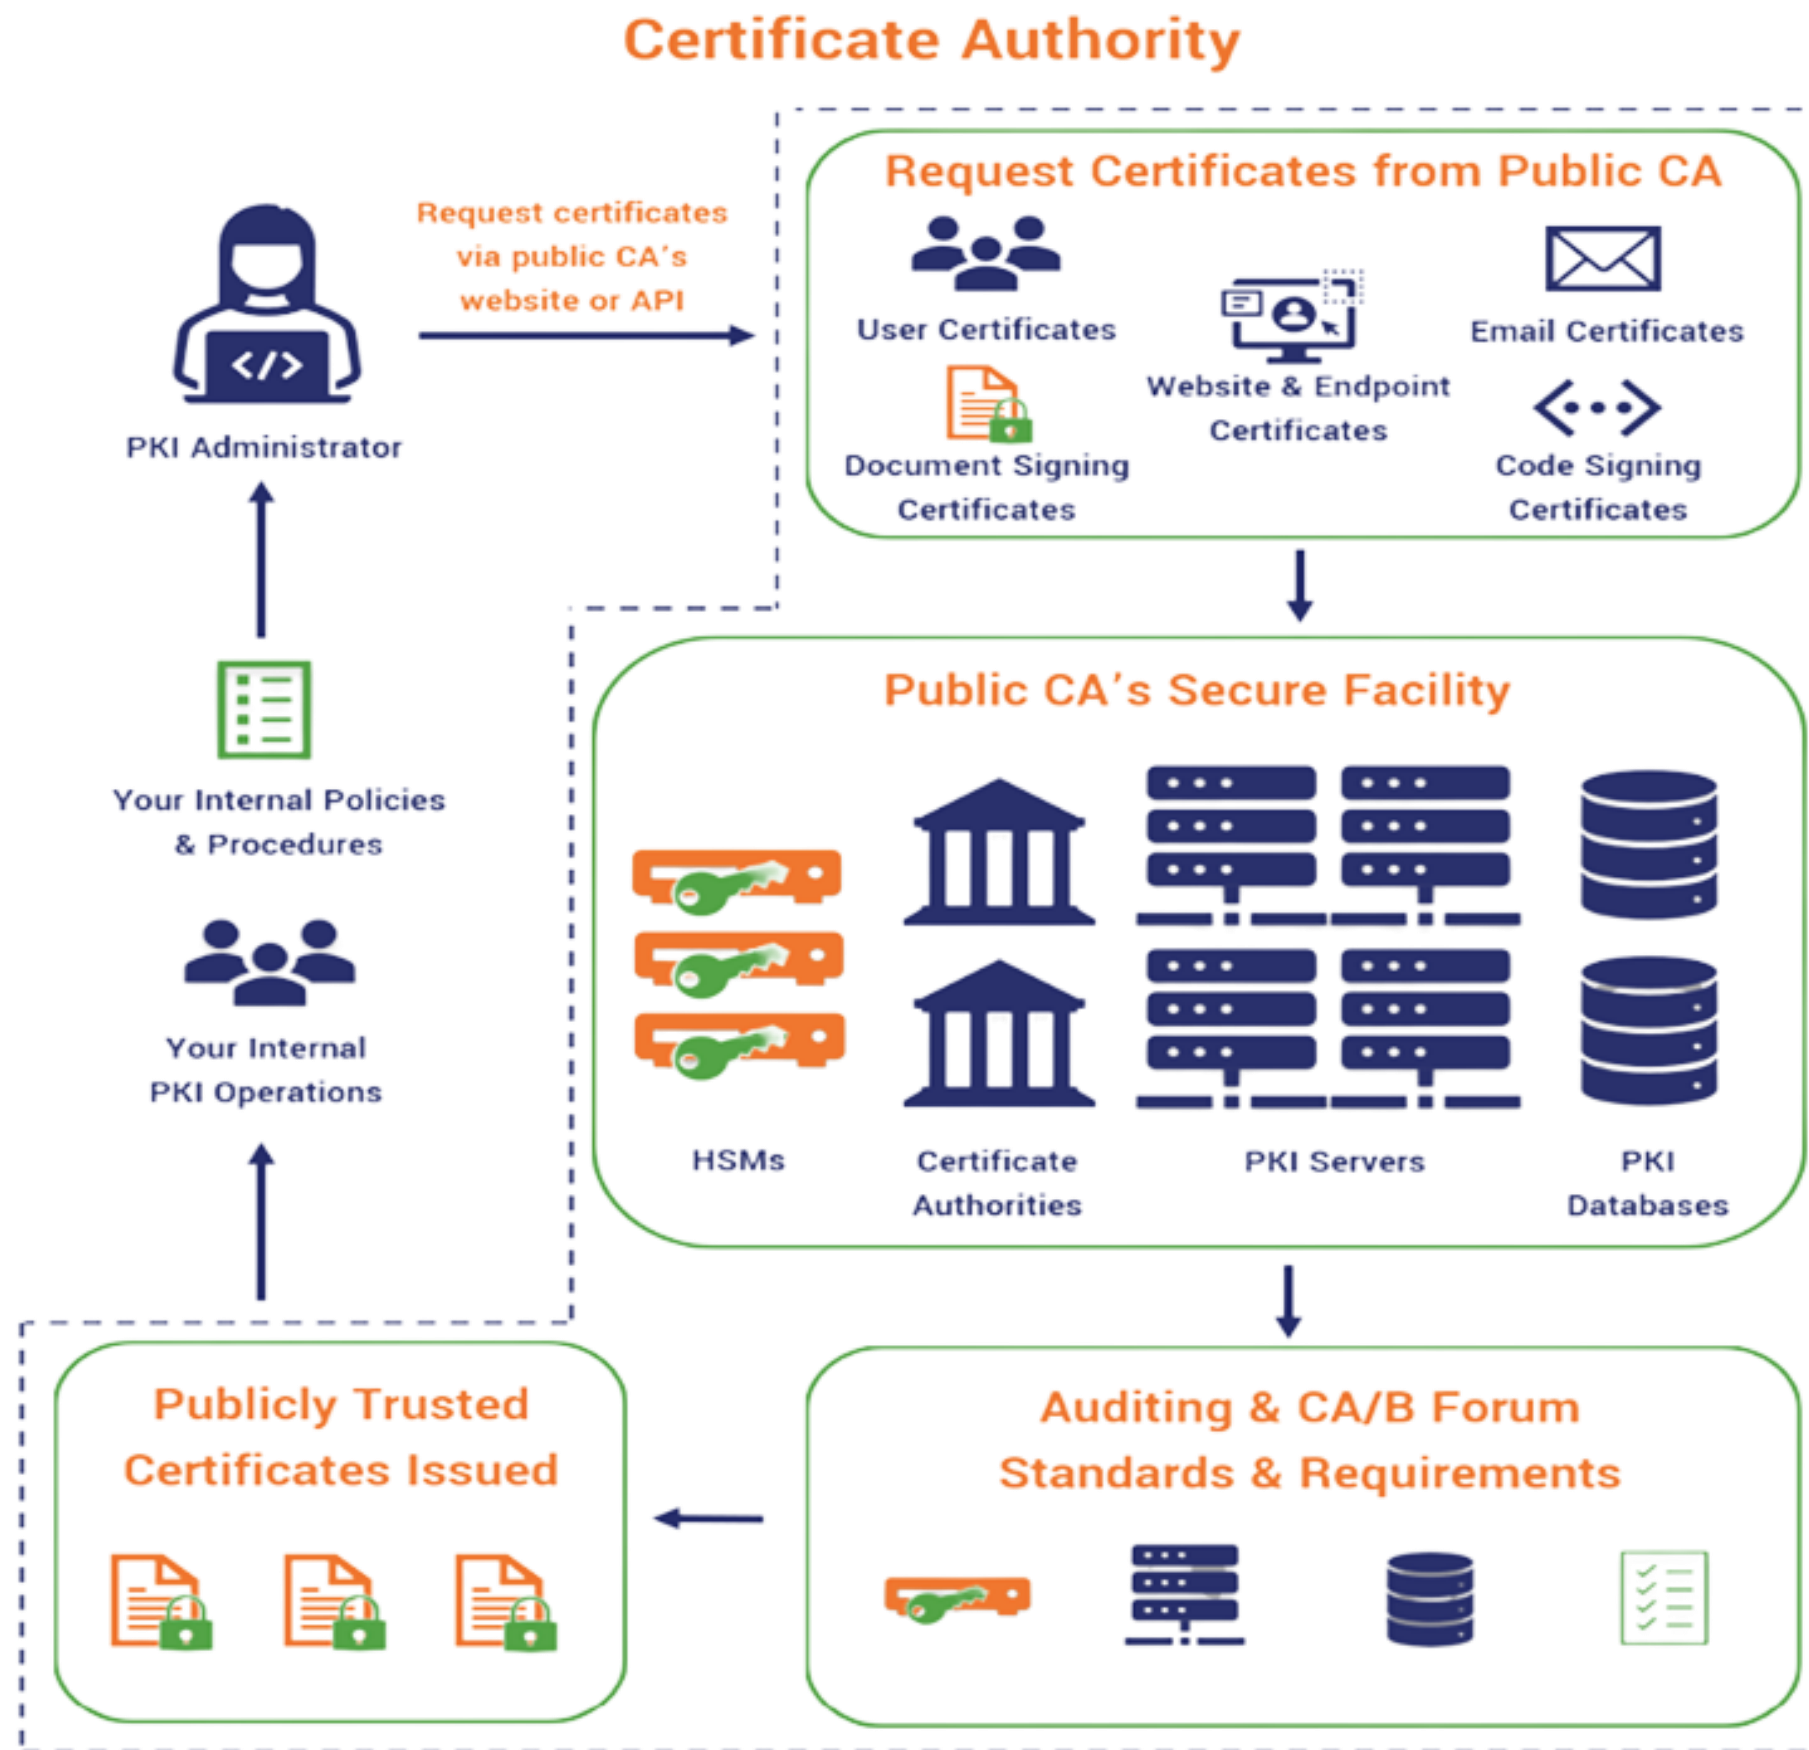 Certificate Authority
Request Certificates from Public CA
Request certificates
via public CA's
website or API
User Certificates
Email Certificates
Website & Endpoint
Certificates
Document Signing
Certificates
Code Signing
Certificates
</>
PKI Administrator
Your Internal Policies
& Procedures
Your Internal
PKI Operations
Public CA's Secure Facility
HSMs
Certificate
Authorities
PKI Servers
PKI
Databases
Auditing & CA/B Forum
Standards & Requirements
Publicly Trusted
Certificates Issued